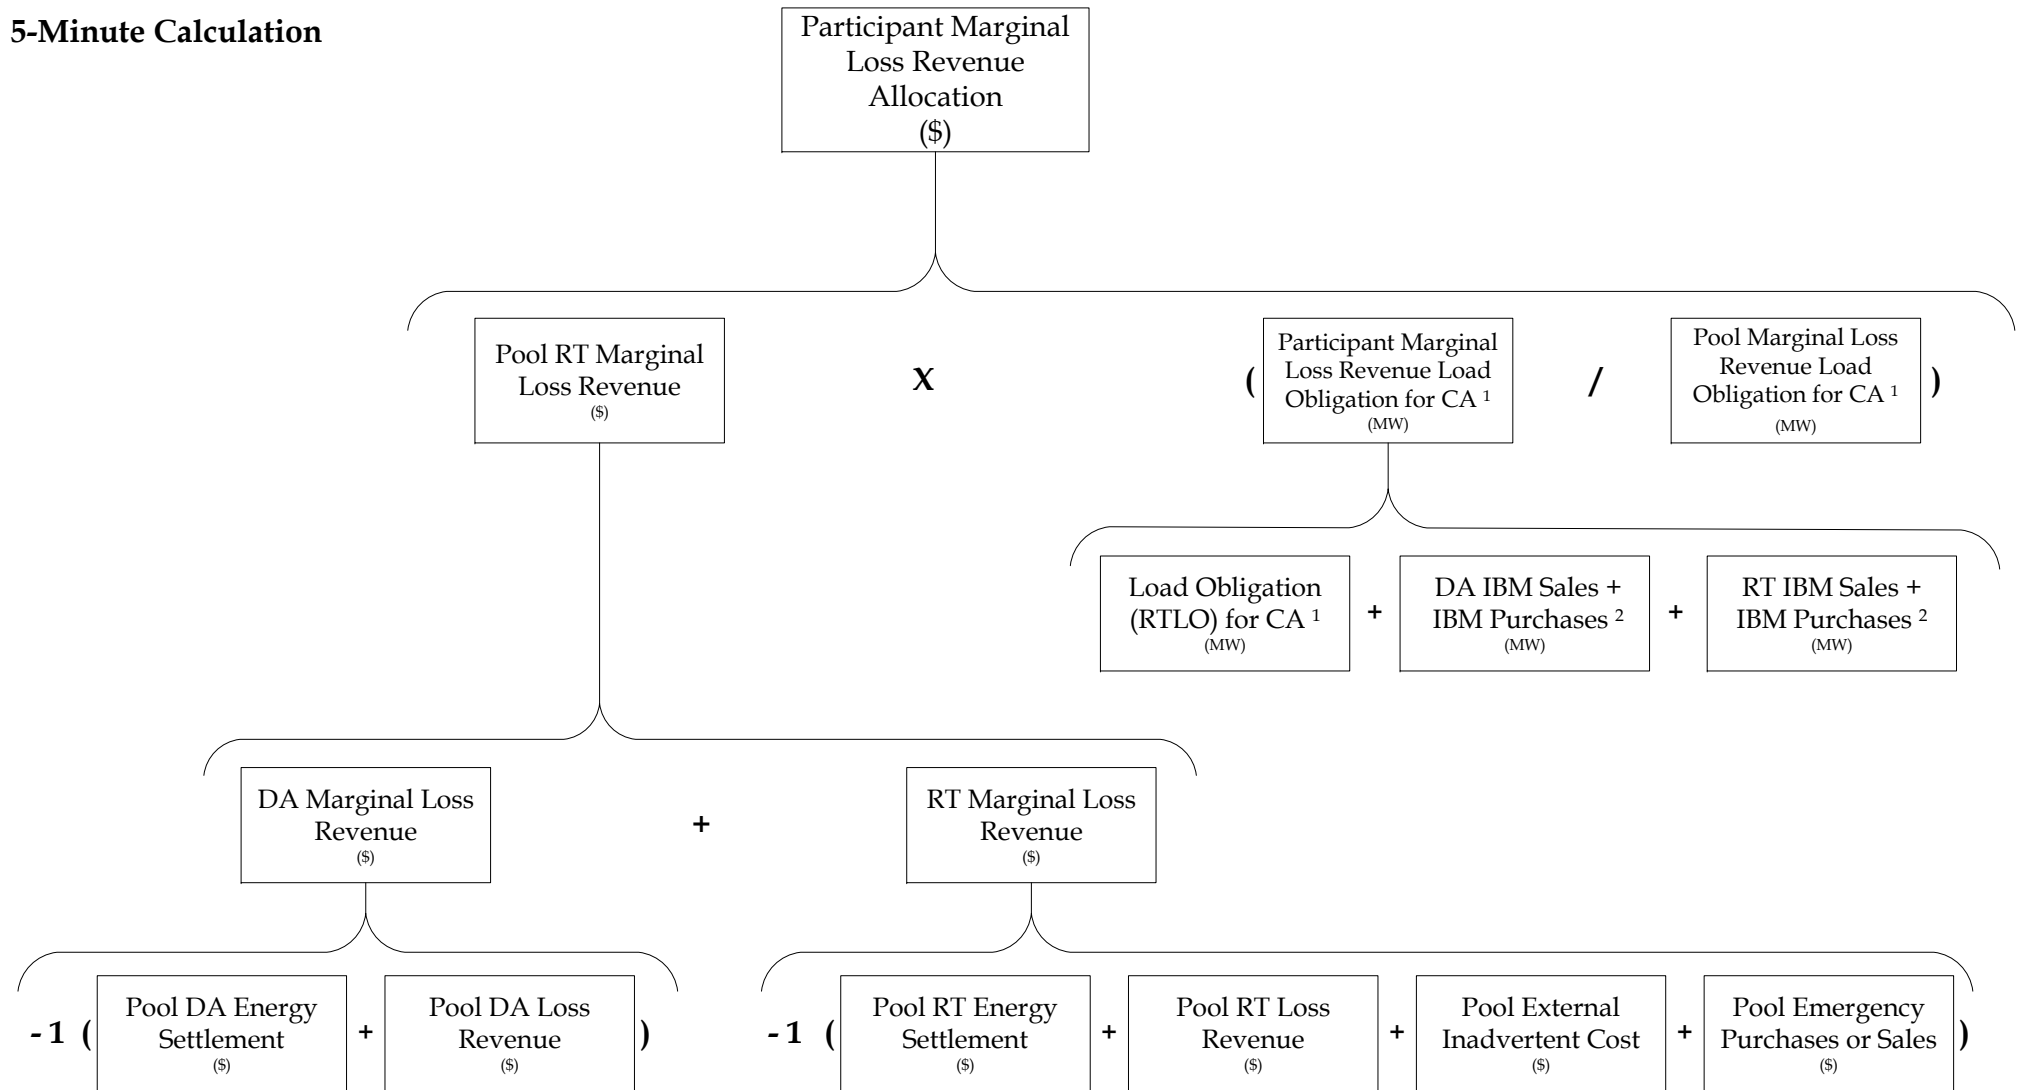 5-Minute Calculation
Participant Marginal
Loss Revenue
Allocation
($)
Pool RT Marginal
Loss Revenue
($)
X
(
Participant Marginal
Loss Revenue Load
Obligation for CA 1
(MW)
/
Pool Marginal Loss
Revenue Load
Obligation for CA 1
(MW)
)
Load Obligation
(RTLO) for CA 1
(MW)
+
DA IBM Sales +
IBM Purchases 2
(MW)
+
RT IBM Sales +
IBM Purchases 2
(MW)
DA Marginal Loss
Revenue
($)
+
RT Marginal Loss
Revenue
($)
-1 (
Pool DA Energy
Settlement
($)
+
Pool DA Loss
Revenue
($)
)
-1 (
Pool RT Energy
Settlement
($)
+
Pool RT Loss
Revenue
($)
+
Pool External
Inadvertent Cost
($)
+
Pool Emergency
Purchases or Sales
($)
)